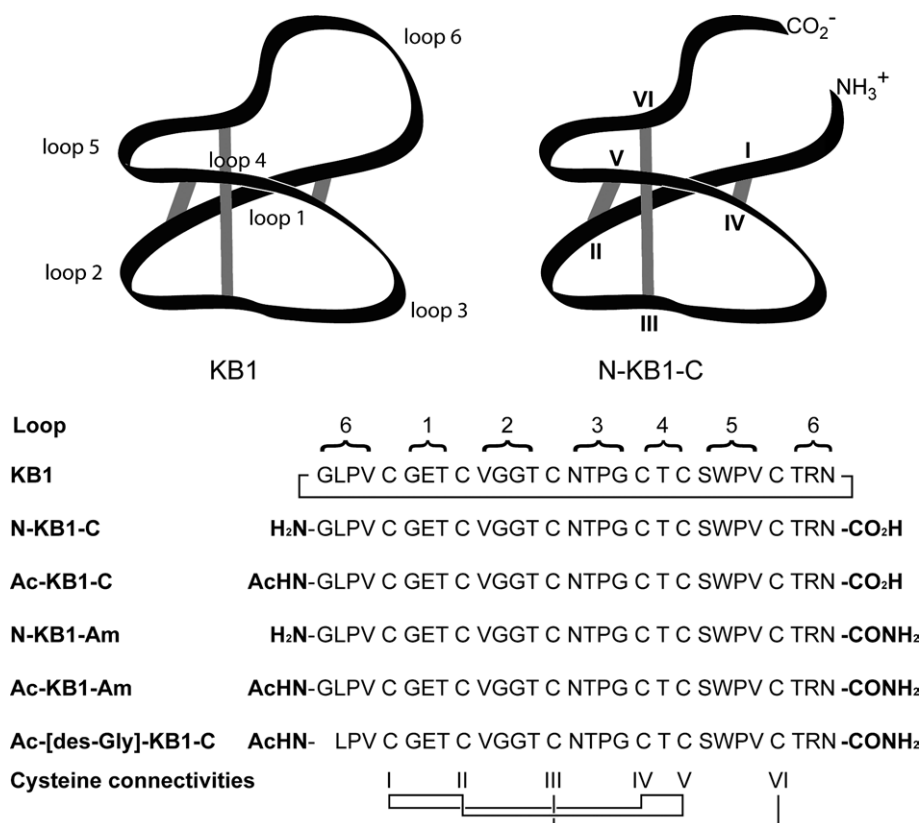 loop 6
CO₂⁻
NH₃⁺
VI
loop 5
loop 4
V
I
loop 1
IV
loop 2
II
loop 3
III
KB1
N-KB1-C
Loop 6 1 2 3 4 5 6
KB1 GLPV C GET C VGGT C NTPG C T C SWPV C TRN
N-KB1-C H₂N-GLPV C GET C VGGT C NTPG C T C SWPV C TRN-CO₂H
Ac-KB1-C AcHN-GLPV C GET C VGGT C NTPG C T C SWPV C TRN-CO₂H
N-KB1-Am H₂N-GLPV C GET C VGGT C NTPG C T C SWPV C TRN-CONH₂
Ac-KB1-Am AcHN-GLPV C GET C VGGT C NTPG C T C SWPV C TRN-CONH₂
Ac-[des-Gly]-KB1-C AcHN- LPV C GET C VGGT C NTPG C T C SWPV C TRN-CONH₂
Cysteine connectivities I II III IV V VI